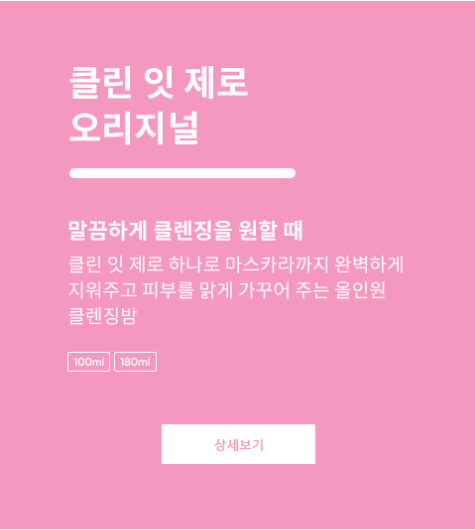 클린 잇 제로
오리지널
말끔하게 클렌징을 원할 때
클린 잇 제로 하나로 마스카라까지 완벽하게
지워주고 피부를 맑게 가꾸어 주는 올인원
클렌징밤
100ml 180ml
상세보기